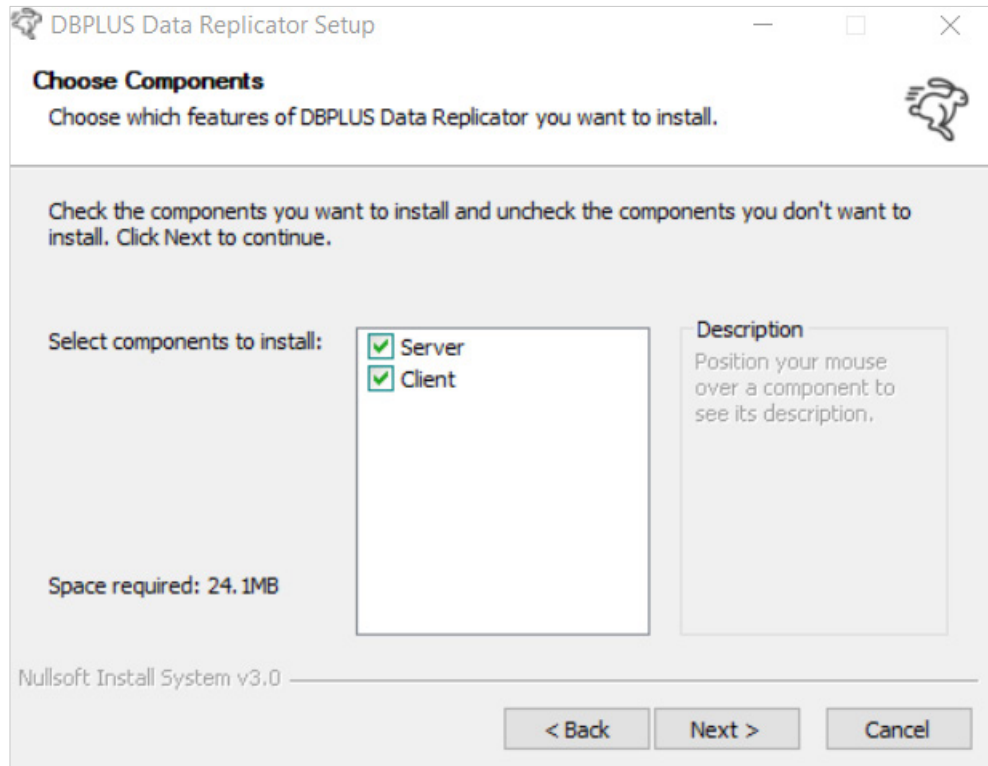 DBPLUS Data Replicator Setup
Choose Components
Choose which features of DBPLUS Data Replicator you want to install.
Check the components you want to install and uncheck the components you don't want to
install. Click Next to continue.
Select components to install:
Server
Client
Description
Position your mouse
over a component to
see its description.
Space required: 24.1MB
Nullsoft Install System v3.0
< Back
Next >
Cancel